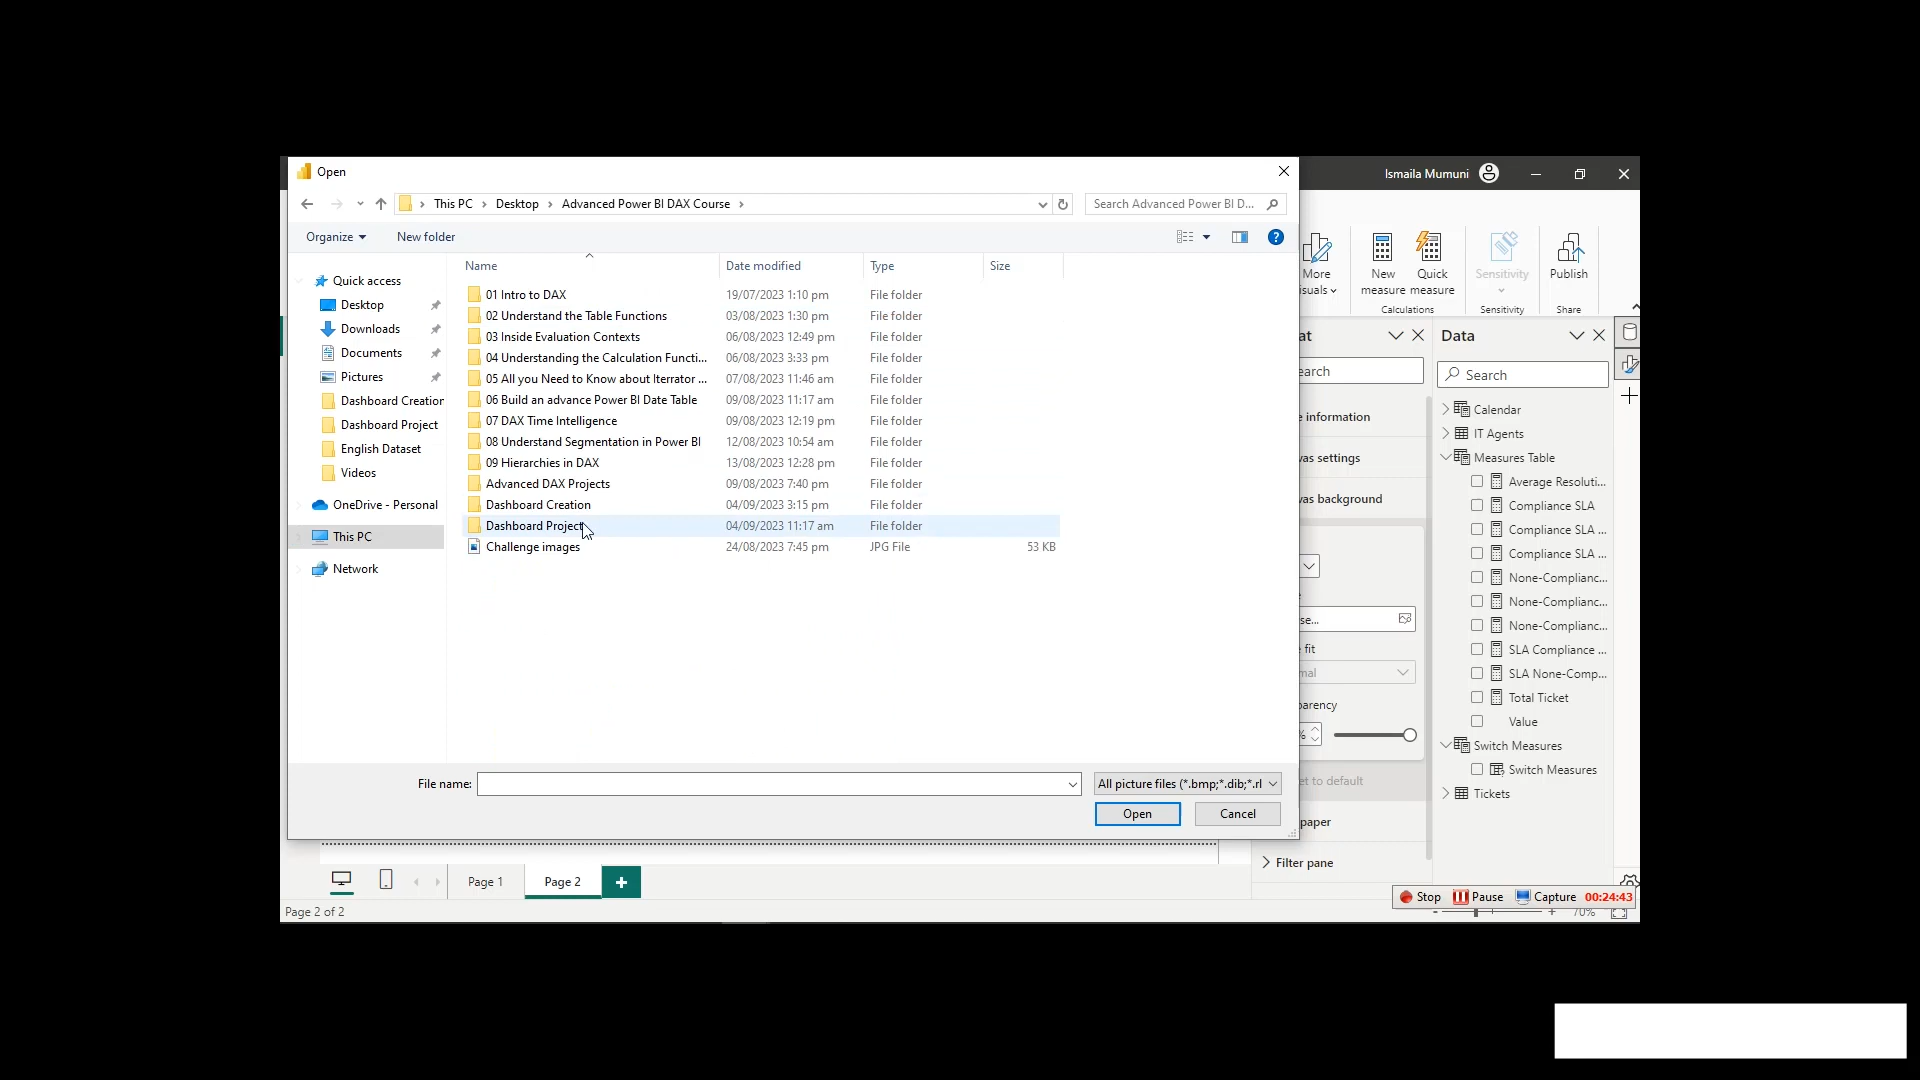 Open
Ismaila Mumuni
This PC > Desktop > Advanced Power BI DAX Course >
Search Advanced Power BI D...
Organize
New folder
Name
Date modified
Type
Size
Quick access
Desktop
Downloads
Documents
Pictures
Dashboard Creation
Dashboard Project
English Dataset
Videos
OneDrive - Personal
This PC
Network
01 Intro to DAX 19/07/2023 1:10 pm File folder
02 Understand the Table Functions 03/08/2023 1:30 pm File folder
03 Inside Evaluation Contexts 06/08/2023 12:49 pm File folder
04 Understanding the Calculation Functi... 06/08/2023 3:33 pm File folder
05 All you Need to Know about Iterrator ... 07/08/2023 11:46 am File folder
06 Build an advance Power BI Date Table 09/08/2023 11:17 am File folder
07 DAX Time Intelligence 09/08/2023 12:19 pm File folder
08 Understand Segmentation in Power BI 12/08/2023 10:54 am File folder
09 Hierarchies in DAX 13/08/2023 12:28 pm File folder
Advanced DAX Projects 09/08/2023 7:40 pm File folder
Dashboard Creation 04/09/2023 3:15 pm File folder
Dashboard Project 04/09/2023 11:17 am File folder
Challenge images 24/08/2023 7:45 pm JPG File 53 KB
File name:
All picture files (*.bmp;*.dib;*.rl
Open
Cancel
More
isuals
New
measure
Quick
measure
Calculations
Sensitivity
Sensitivity
Publish
Share
at
earch
e information
vas settings
vas background
e
se...
e fit
mal
parency
%
et to default
paper
Filter pane
Data
Search
Calendar
IT Agents
Measures Table
Average Resoluti...
Compliance SLA
Compliance SLA ...
Compliance SLA ...
None-Complianc...
None-Complianc...
None-Complianc...
SLA Compliance ...
SLA None-Comp...
Total Ticket
Value
Switch Measures
Switch Measures
Tickets
Page 1
Page 2
Stop
Pause
Capture
00:24:43
Page 2 of 2
70%